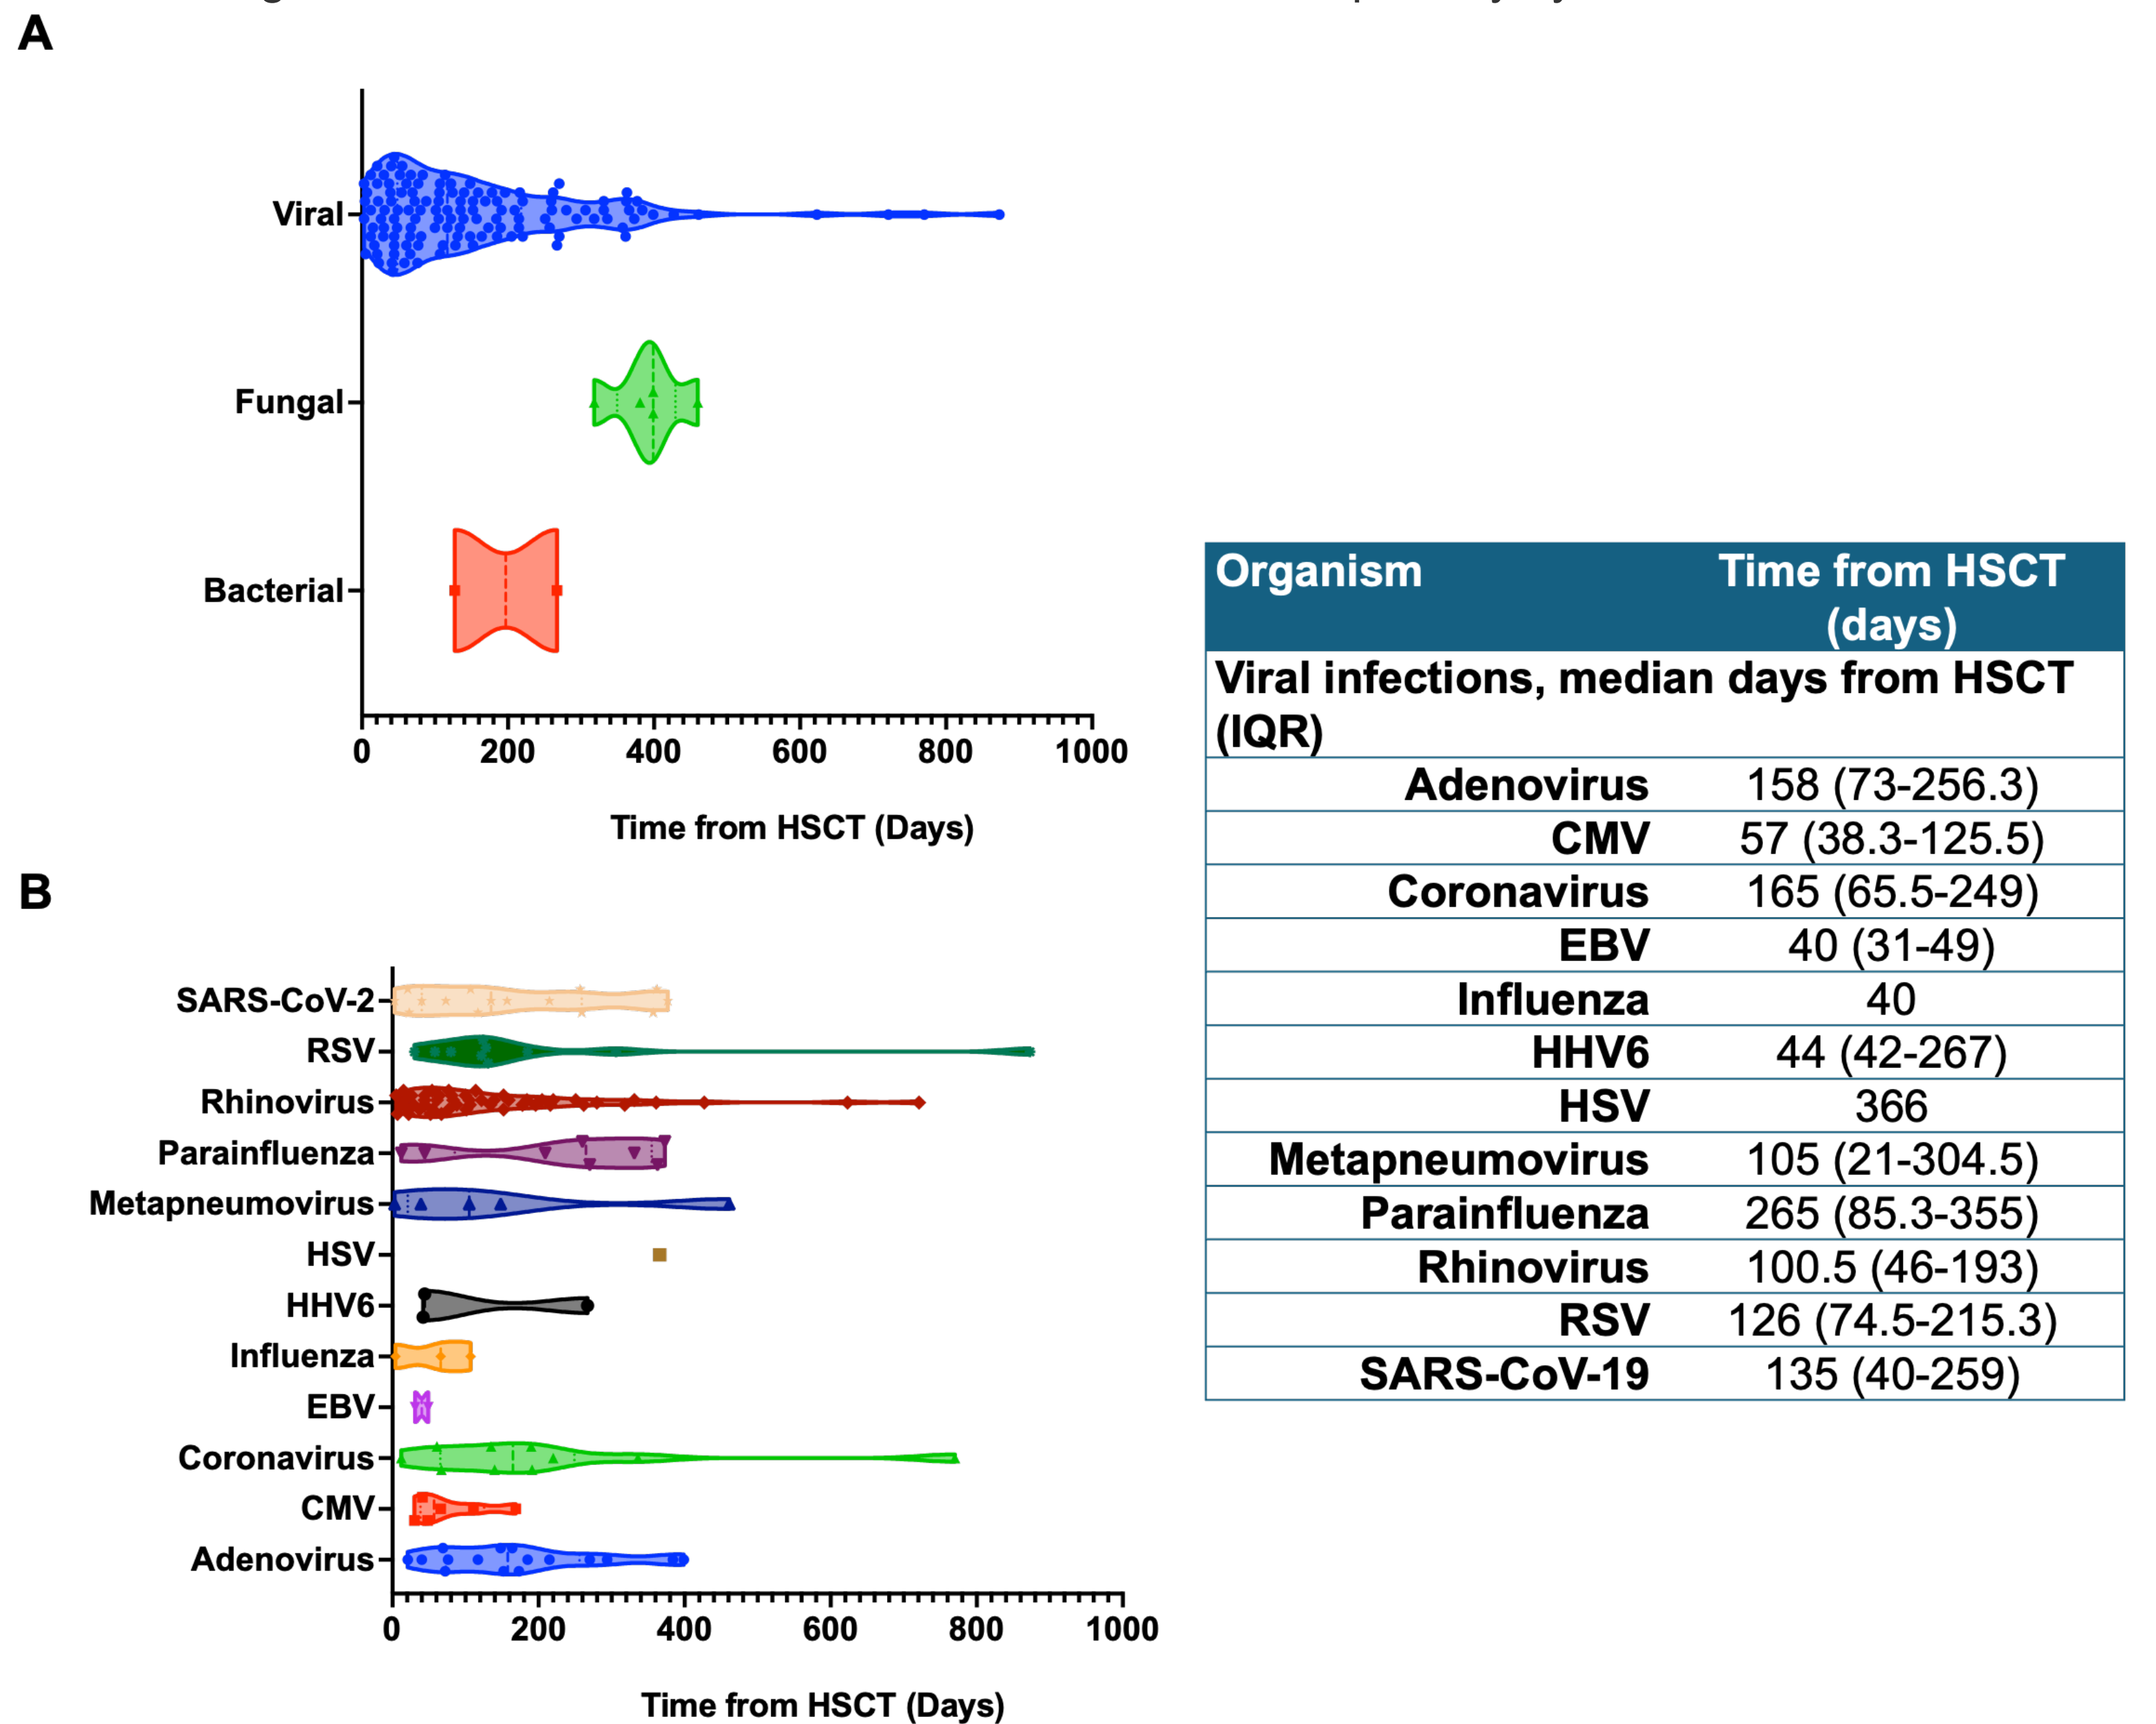 A
Viral
Fungal
Bacterial
0 200 400 600 800 1000
Time from HSCT (Days)
B
SARS-CoV-2
RSV
Rhinovirus
Parainfluenza
Metapneumovirus
HSV
HHV6
Influenza
EBV
Coronavirus
CMV
Adenovirus
0 200 400 600 800 1000
Time from HSCT (Days)
Organism Time from HSCT
(days)
Viral infections, median days from HSCT
(IQR)
Adenovirus 158 (73-256.3)
CMV 57 (38.3-125.5)
Coronavirus 165 (65.5-249)
EBV 40 (31-49)
Influenza 40
HHV6 44 (42-267)
HSV 366
Metapneumovirus 105 (21-304.5)
Parainfluenza 265 (85.3-355)
Rhinovirus 100.5 (46-193)
RSV 126 (74.5-215.3)
SARS-CoV-19 135 (40-259)